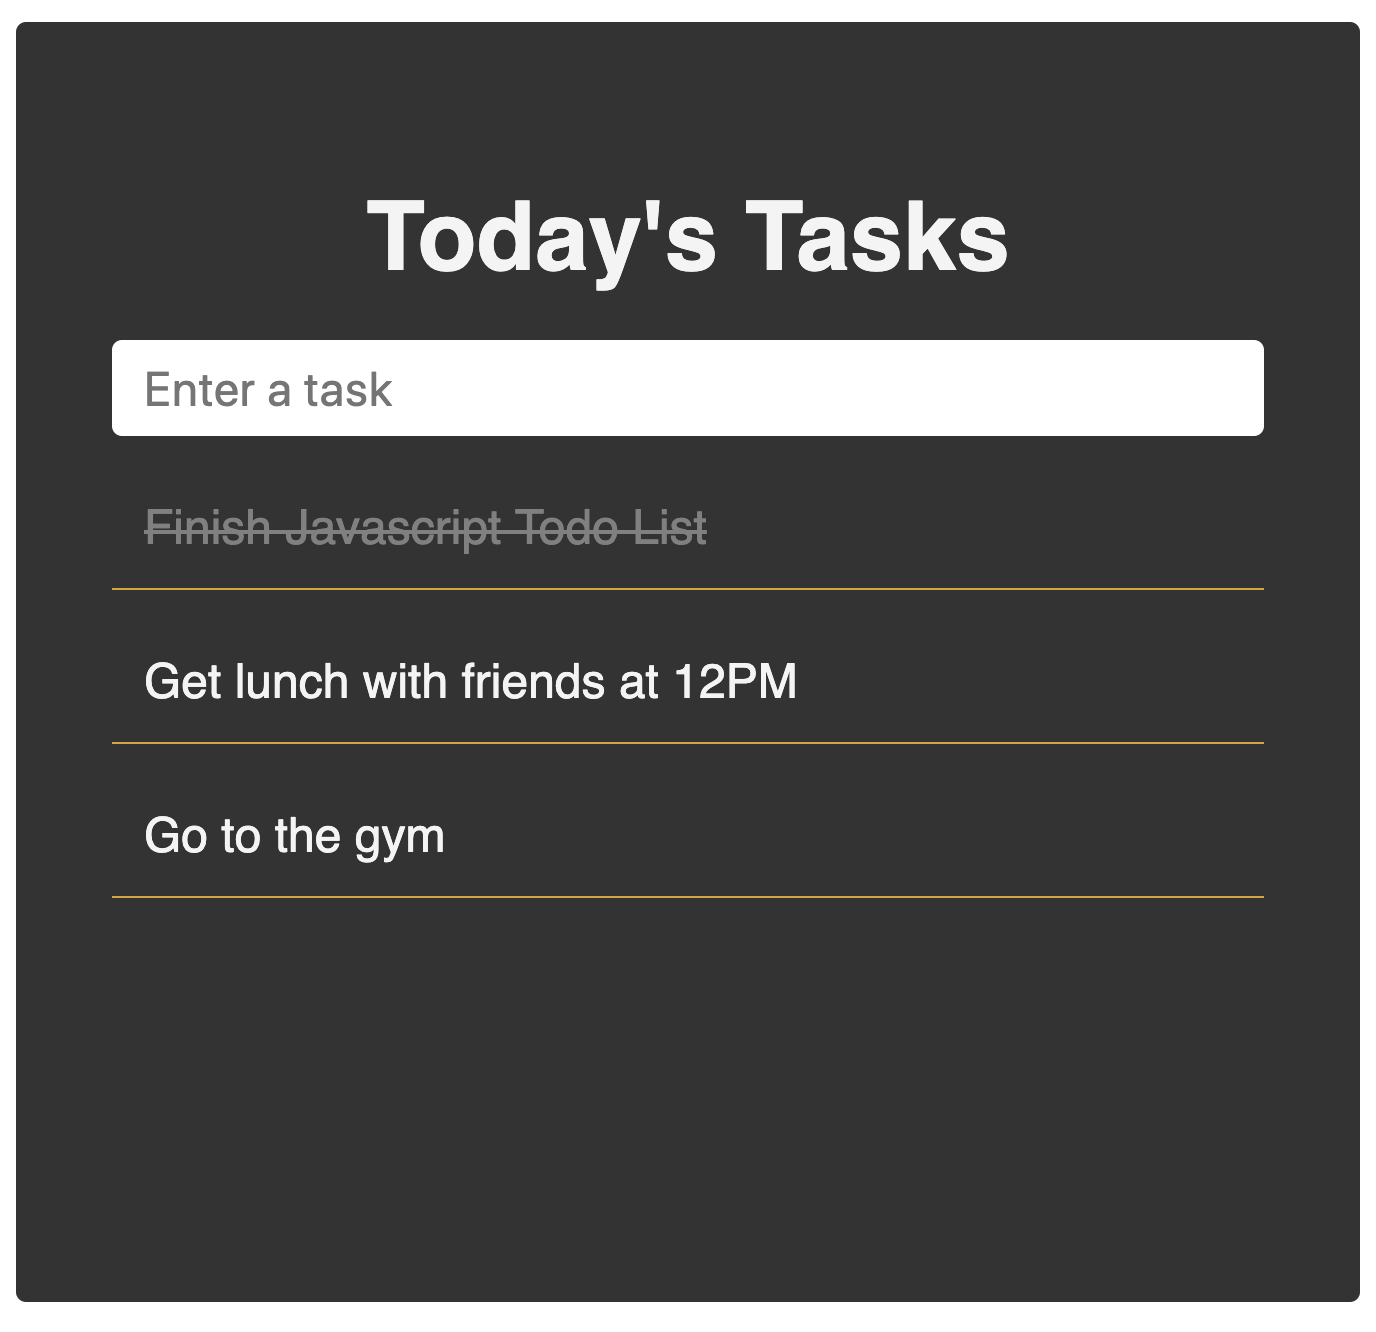 Today's Tasks
Enter a task
Finish Javascript Todo List
Get lunch with friends at 12PM
Go to the gym